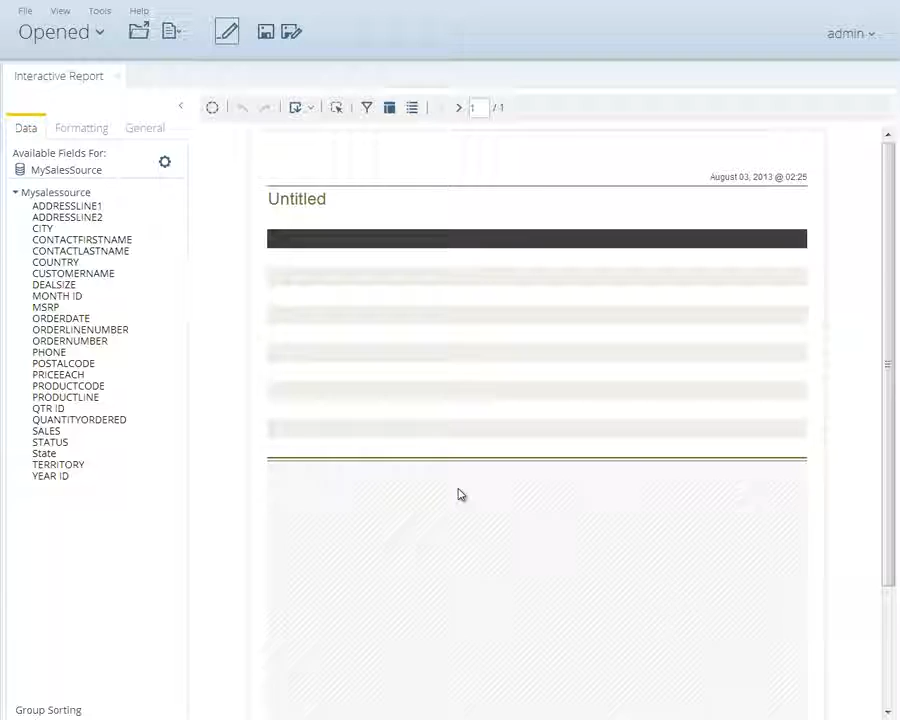 File View Tools Help
Opened
admin
Interactive Report
1 / 1
Data Formatting General
Available Fields For:
MySalesSource
Mysalessource
ADDRESSLINE1
ADDRESSLINE2
CITY
CONTACTFIRSTNAME
CONTACTLASTNAME
COUNTRY
CUSTOMERNAME
DEALSIZE
MONTH ID
MSRP
ORDERDATE
ORDERLINENUMBER
ORDERNUMBER
PHONE
POSTALCODE
PRICEEACH
PRODUCTCODE
PRODUCTLINE
QTR ID
QUANTITYORDERED
SALES
STATUS
State
TERRITORY
YEAR ID
Group Sorting
August 03, 2013 @ 02:25
Untitled